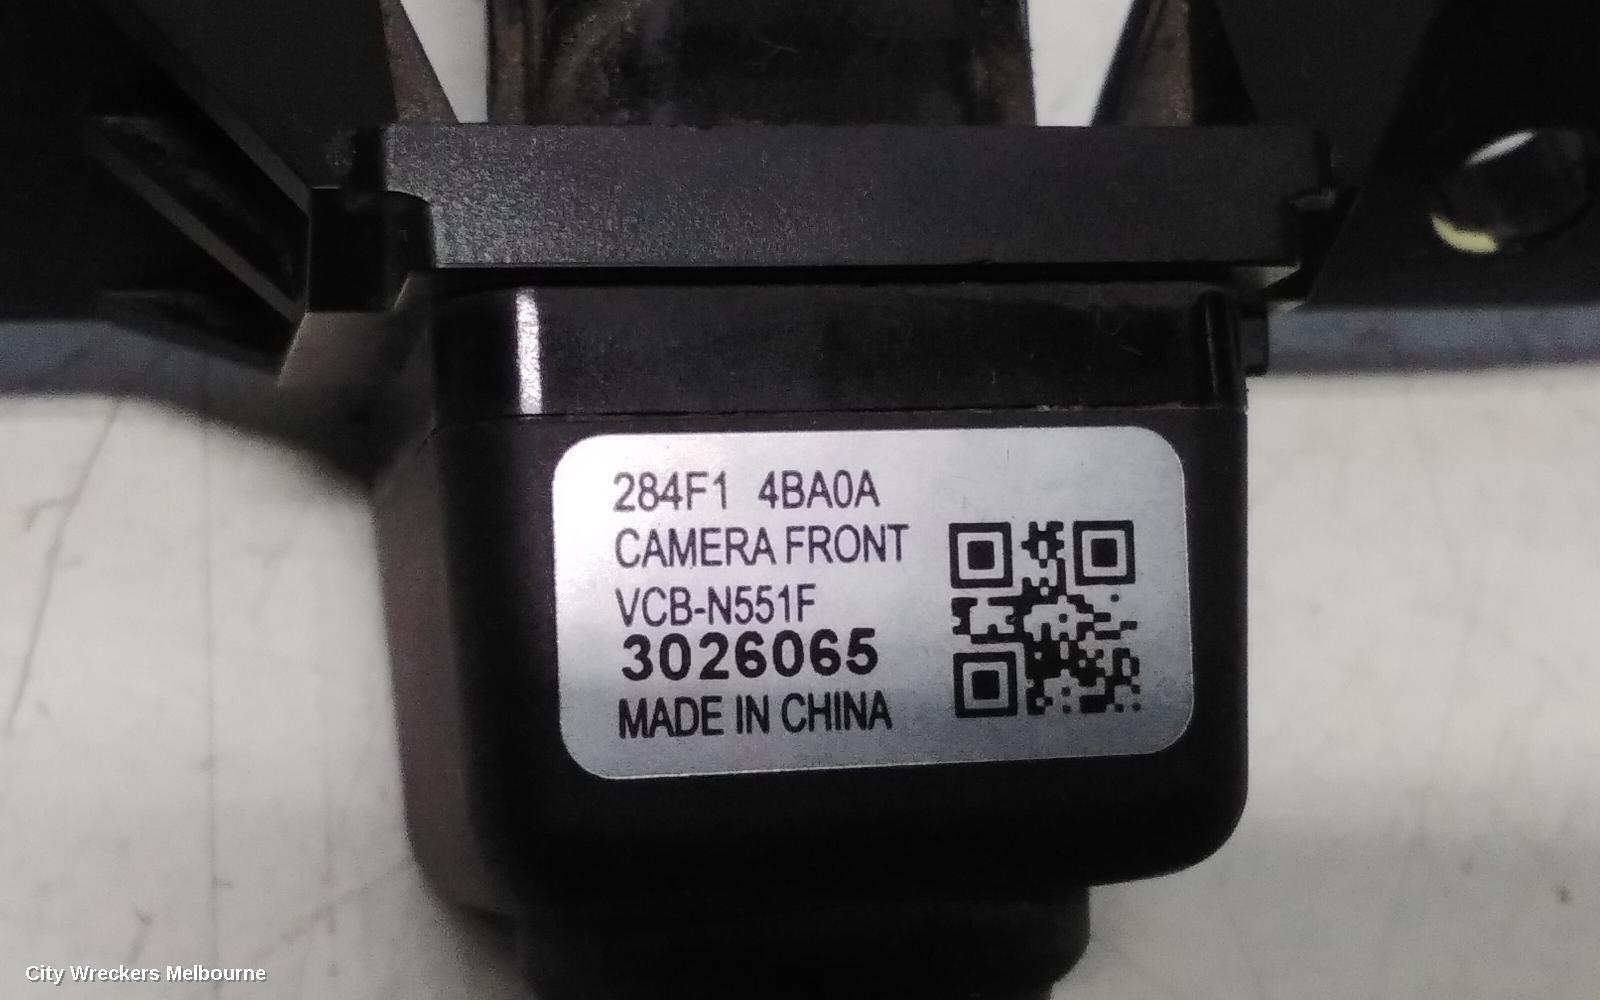 284F1 4BA0A
CAMERA FRONT
VCB-N551F
3026065
MADE IN CHINA
City Wreckers Melbourne